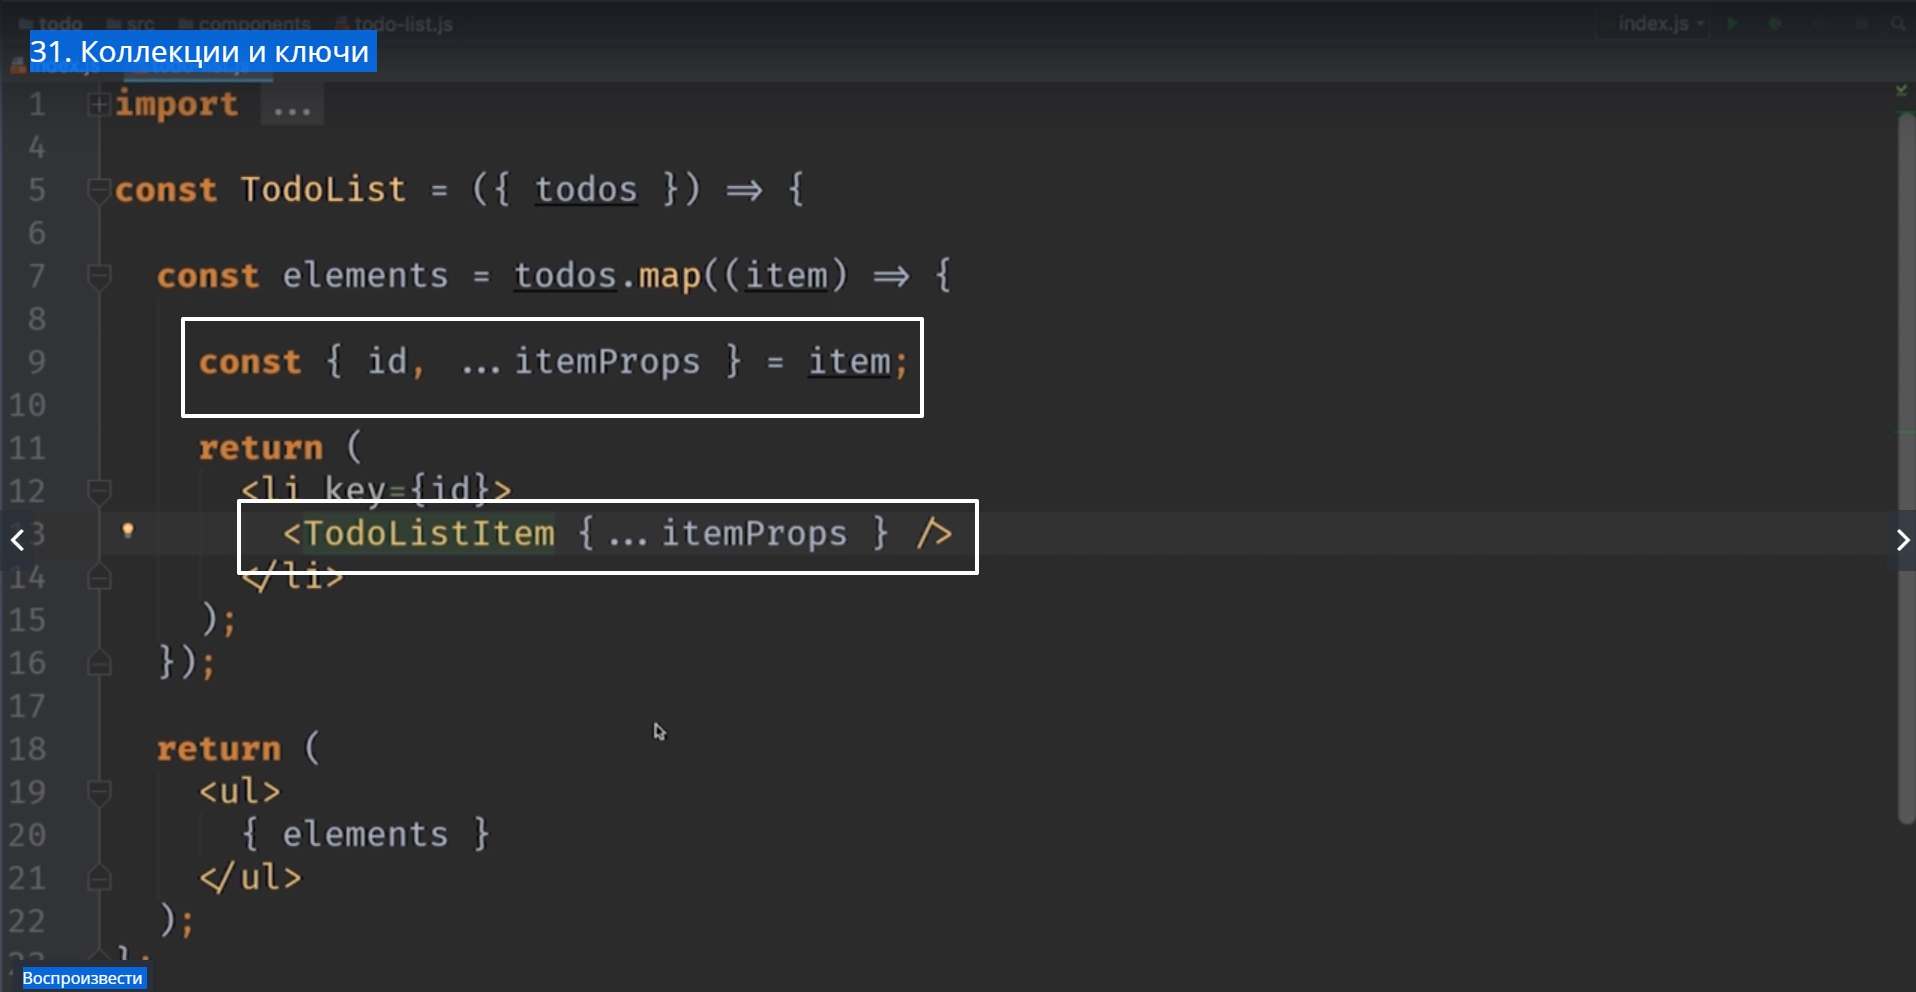 todo src components todo-list.js index.js
31. Коллекции и ключи
1 import ...
4
5 const TodoList = ({ todos }) => {
6
7 const elements = todos.map((item) => {
8
9 const { id, ...itemProps } = item;
10
11 return (
12 <li key={id}>
<TodoListItem {...itemProps } />
14 </li>
15 );
16 });
17
18 return (
19 <ul>
20 { elements }
21 </ul>
22 );
};
Воспроизвести